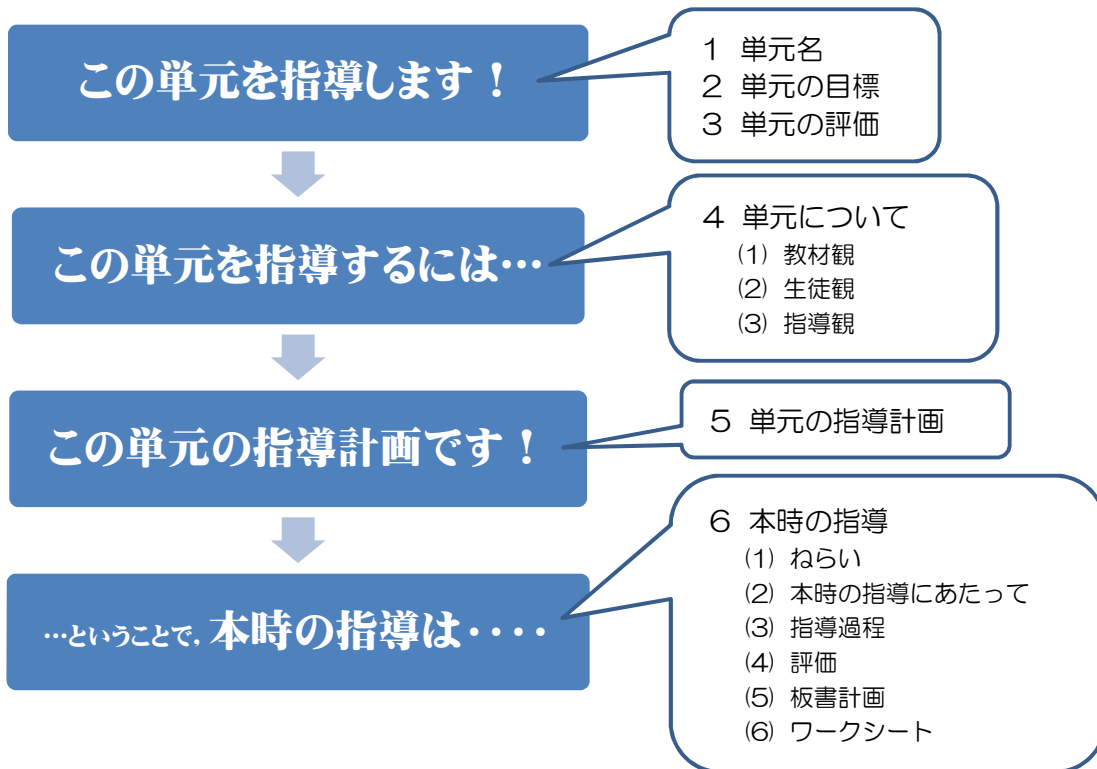 この単元を指導します！
１ 単元名
２ 単元の目標
３ 単元の評価
この単元を指導するには…
４ 単元について
(1) 教材観
(2) 生徒観
(3) 指導観
この単元の指導計画です！
５ 単元の指導計画
…ということで，本時の指導は・・・・
６ 本時の指導
(1) ねらい
(2) 本時の指導にあたって
(3) 指導過程
(4) 評価
(5) 板書計画
(6) ワークシート